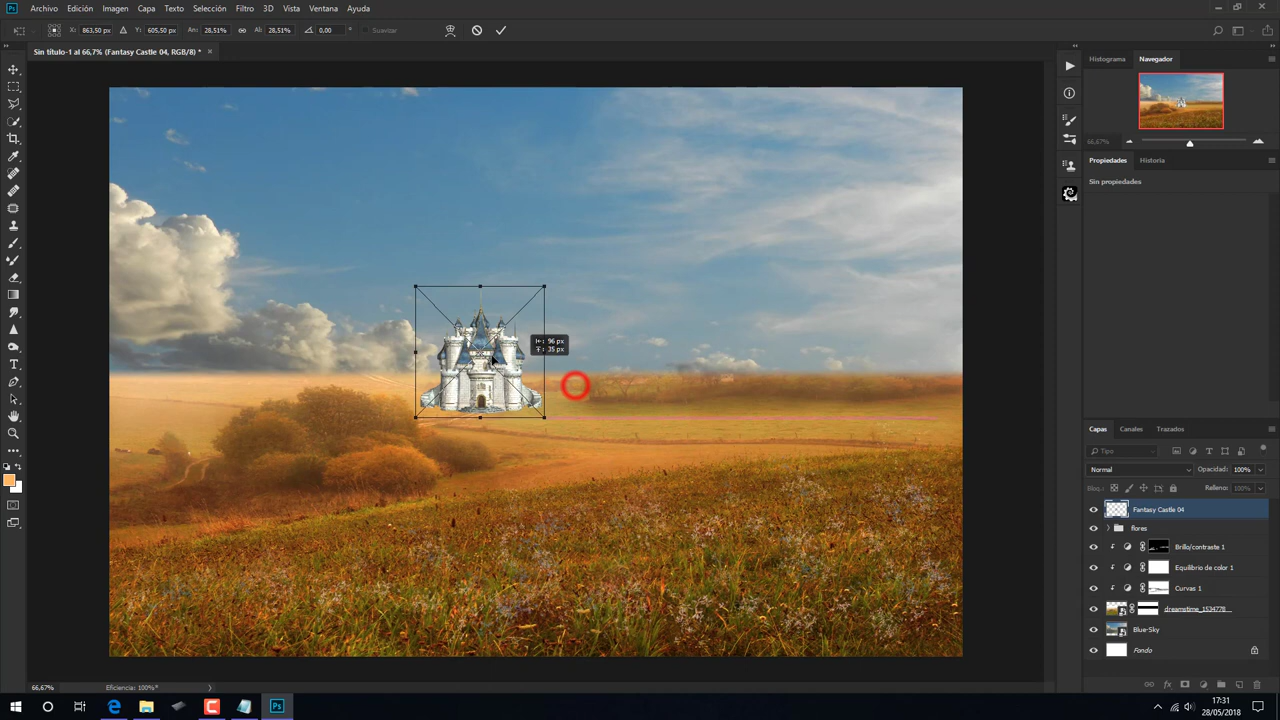 Ps Archivo Edición Imagen Capa Texto Selección Filtro 3D Vista Ventana Ayuda
X: 863,50 px Y: 605,50 px An: 28,51% Al: 28,51% 0,00 Suavizar
Sin título-1 al 66,7% (Fantasy Castle 04, RGB/8) * ×
Histograma Navegador
66,67%
Propiedades Historia
Sin propiedades
96 px
35 px
Capas Canales Trazados
Tipo
Normal Opacidad: 100%
Bloq.: Relleno: 100%
Fantasy Castle 04
flores
Brillo/contraste 1
Equilibrio de color 1
Curvas 1
dreamstime_1534778
Blue-Sky
Fondo
66,67% Eficiencia: 100%*
Ps
17:31
28/05/2018